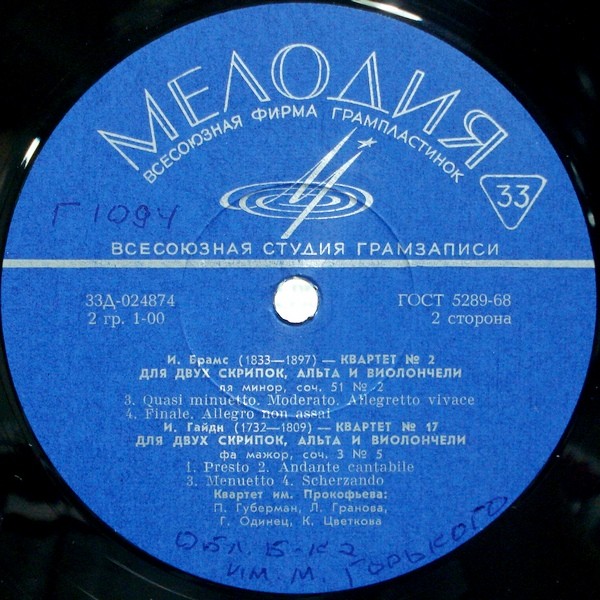 МЕЛОДИЯ
ВСЕСОЮЗНАЯ ФИРМА ГРАМПЛАСТИНОК
33
Г 1094
ВСЕСОЮЗНАЯ СТУДИЯ ГРАМЗАПИСИ
33Д-024874
ГОСТ 5289-68
2 гр. 1-00
2 сторона
И. Брамс (1833—1897) — КВАРТЕТ № 2
ДЛЯ ДВУХ СКРИПОК, АЛЬТА И ВИОЛОНЧЕЛИ
ля минор, соч. 51 № 2
3. Quasi minuetto. Moderato. Allegretto vivace
4. Finale. Allegro non assai
И. Гайдн (1732—1809) — КВАРТЕТ № 17
ДЛЯ ДВУХ СКРИПОК, АЛЬТА И ВИОЛОНЧЕЛИ
фа мажор, соч. 3 № 5
1. Presto 2. Andante cantabile
3. Menuetto 4. Scherzando
Квартет им. Прокофьева:
П. Губерман, Л. Гранова,
Г. Одинец, К. Цветкова
Обл. Б-ка
им. М. Горького